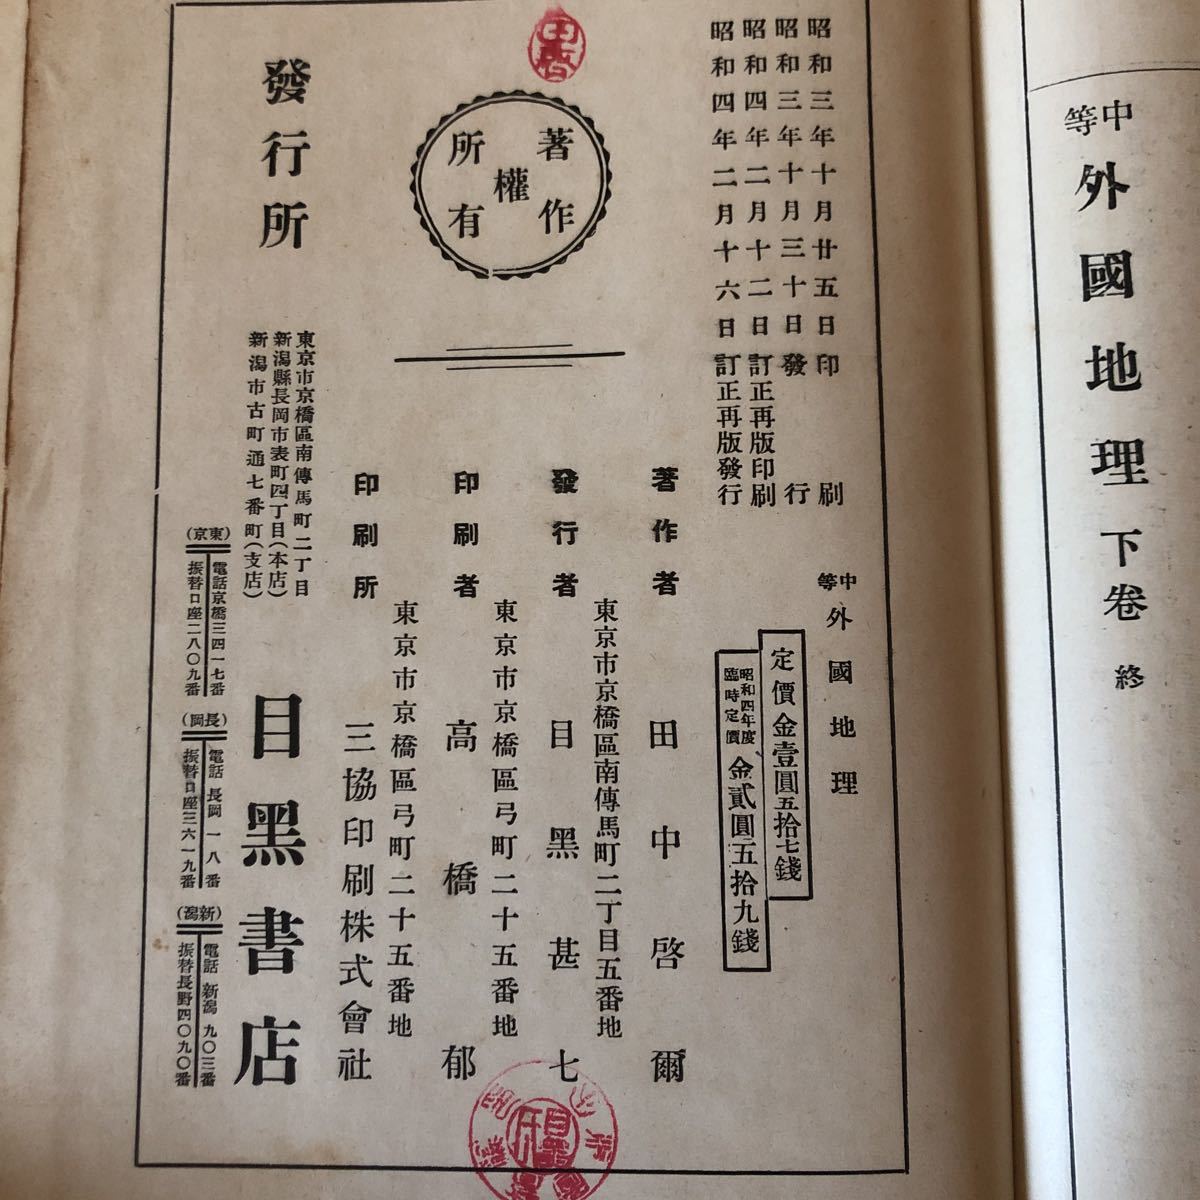 中等 外國地理 下卷 終
昭和三年十月廿五日印刷
昭和三年十月三十日發行
昭和四年二月十二日訂正再版印刷
昭和四年二月十六日訂正再版發行
中等 外國地理
定價金壹圓五拾七錢
昭和四年度臨時定價 金貳圓五拾九錢
著作權所有
著作者 田中啓爾
東京市京橋區南傳馬町二丁目五番地
發行者 目黑甚七
東京市京橋區弓町二十五番地
印刷者 高橋郁
東京市京橋區弓町二十五番地
印刷所 三協印刷株式會社
發行所
東京市京橋區南傳馬町二丁目
新潟縣長岡市表町四丁目(本店)
新潟市古町通七番町(支店)
目黑書店
(東京) 電話京橋三四一七番
振替口座二八〇九番
(長岡) 電話 長岡 一八番
振替口座三六一九番
(新潟) 電話 新潟 九〇三番
振替長野四〇九〇番